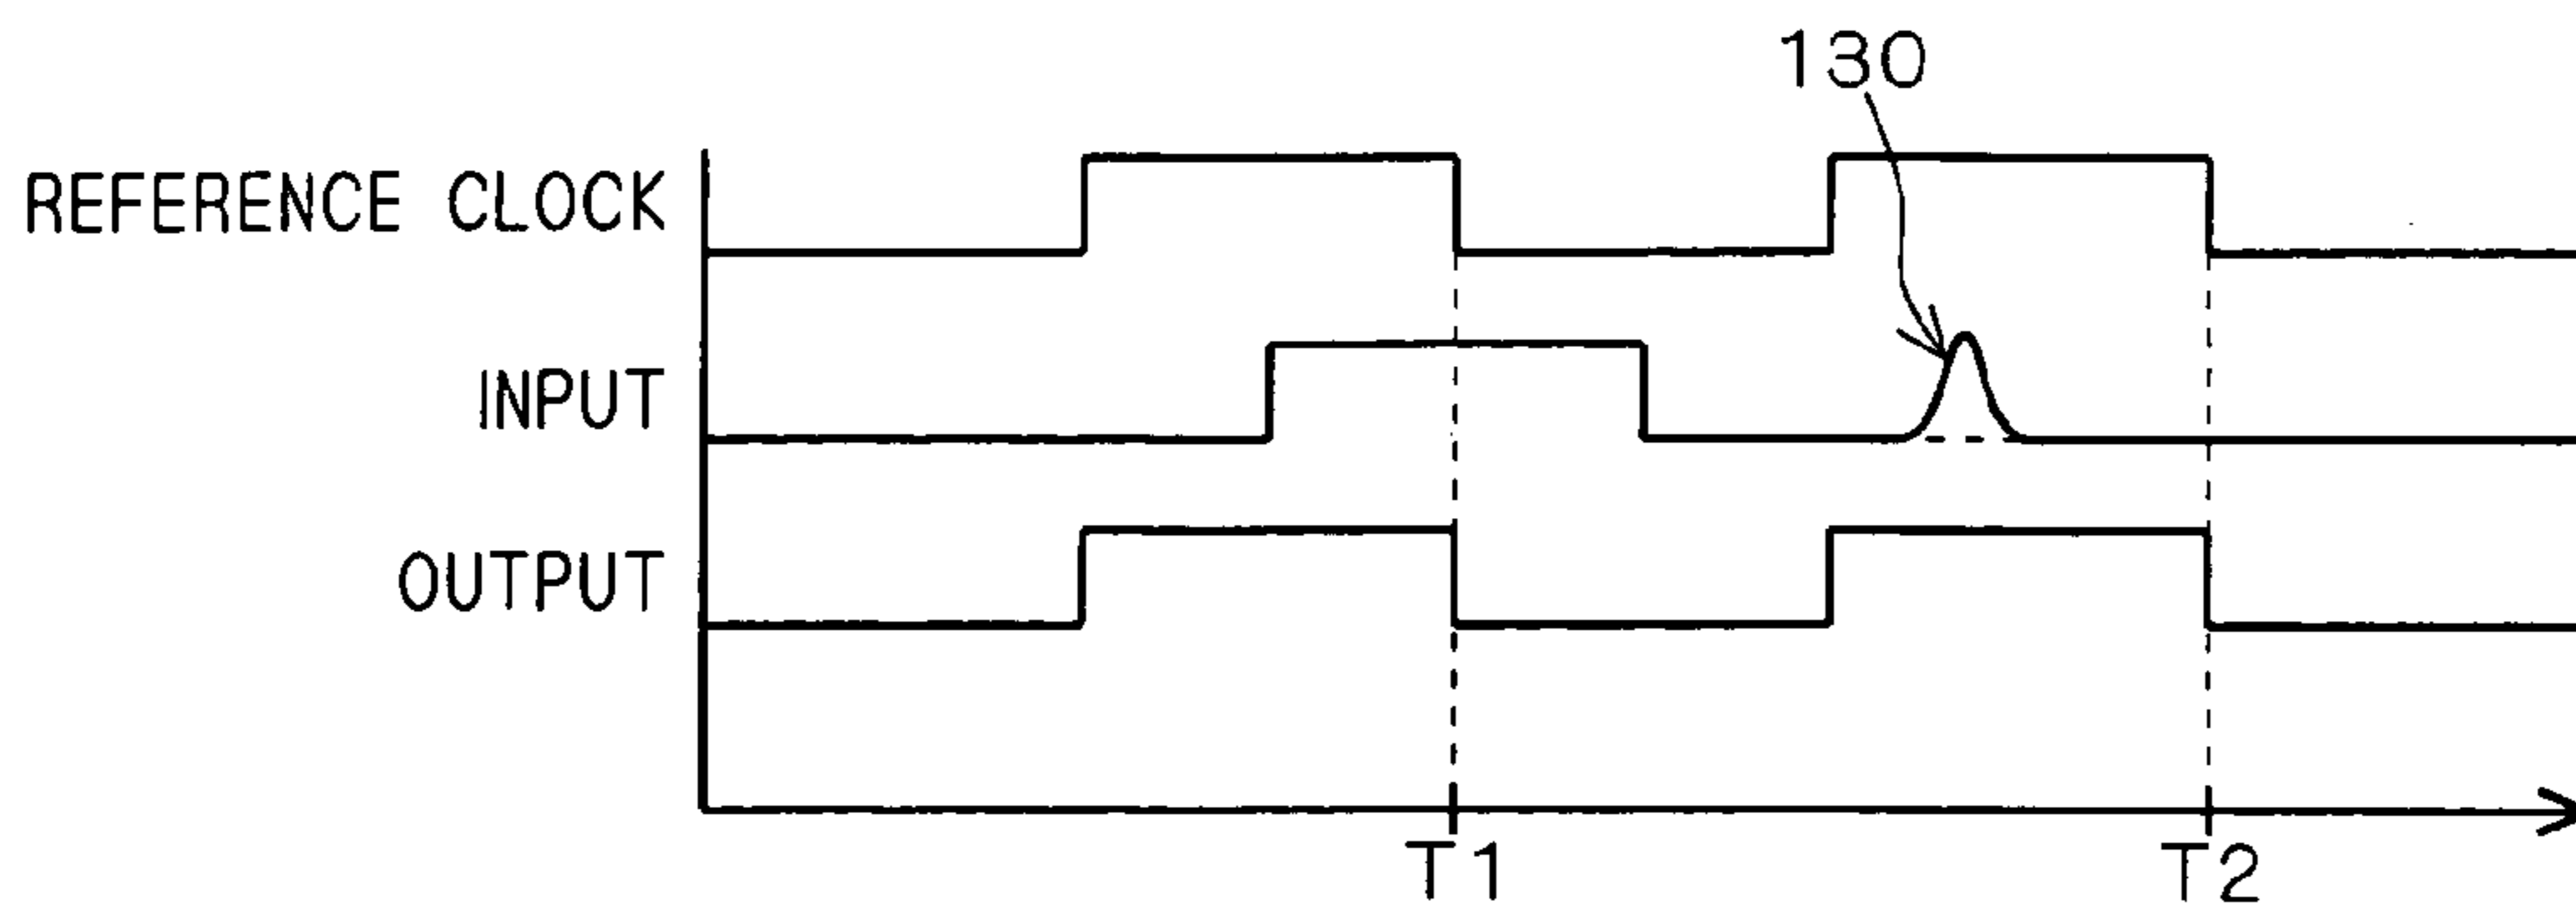 130
REFERENCE CLOCK
INPUT
OUTPUT
T1
T2